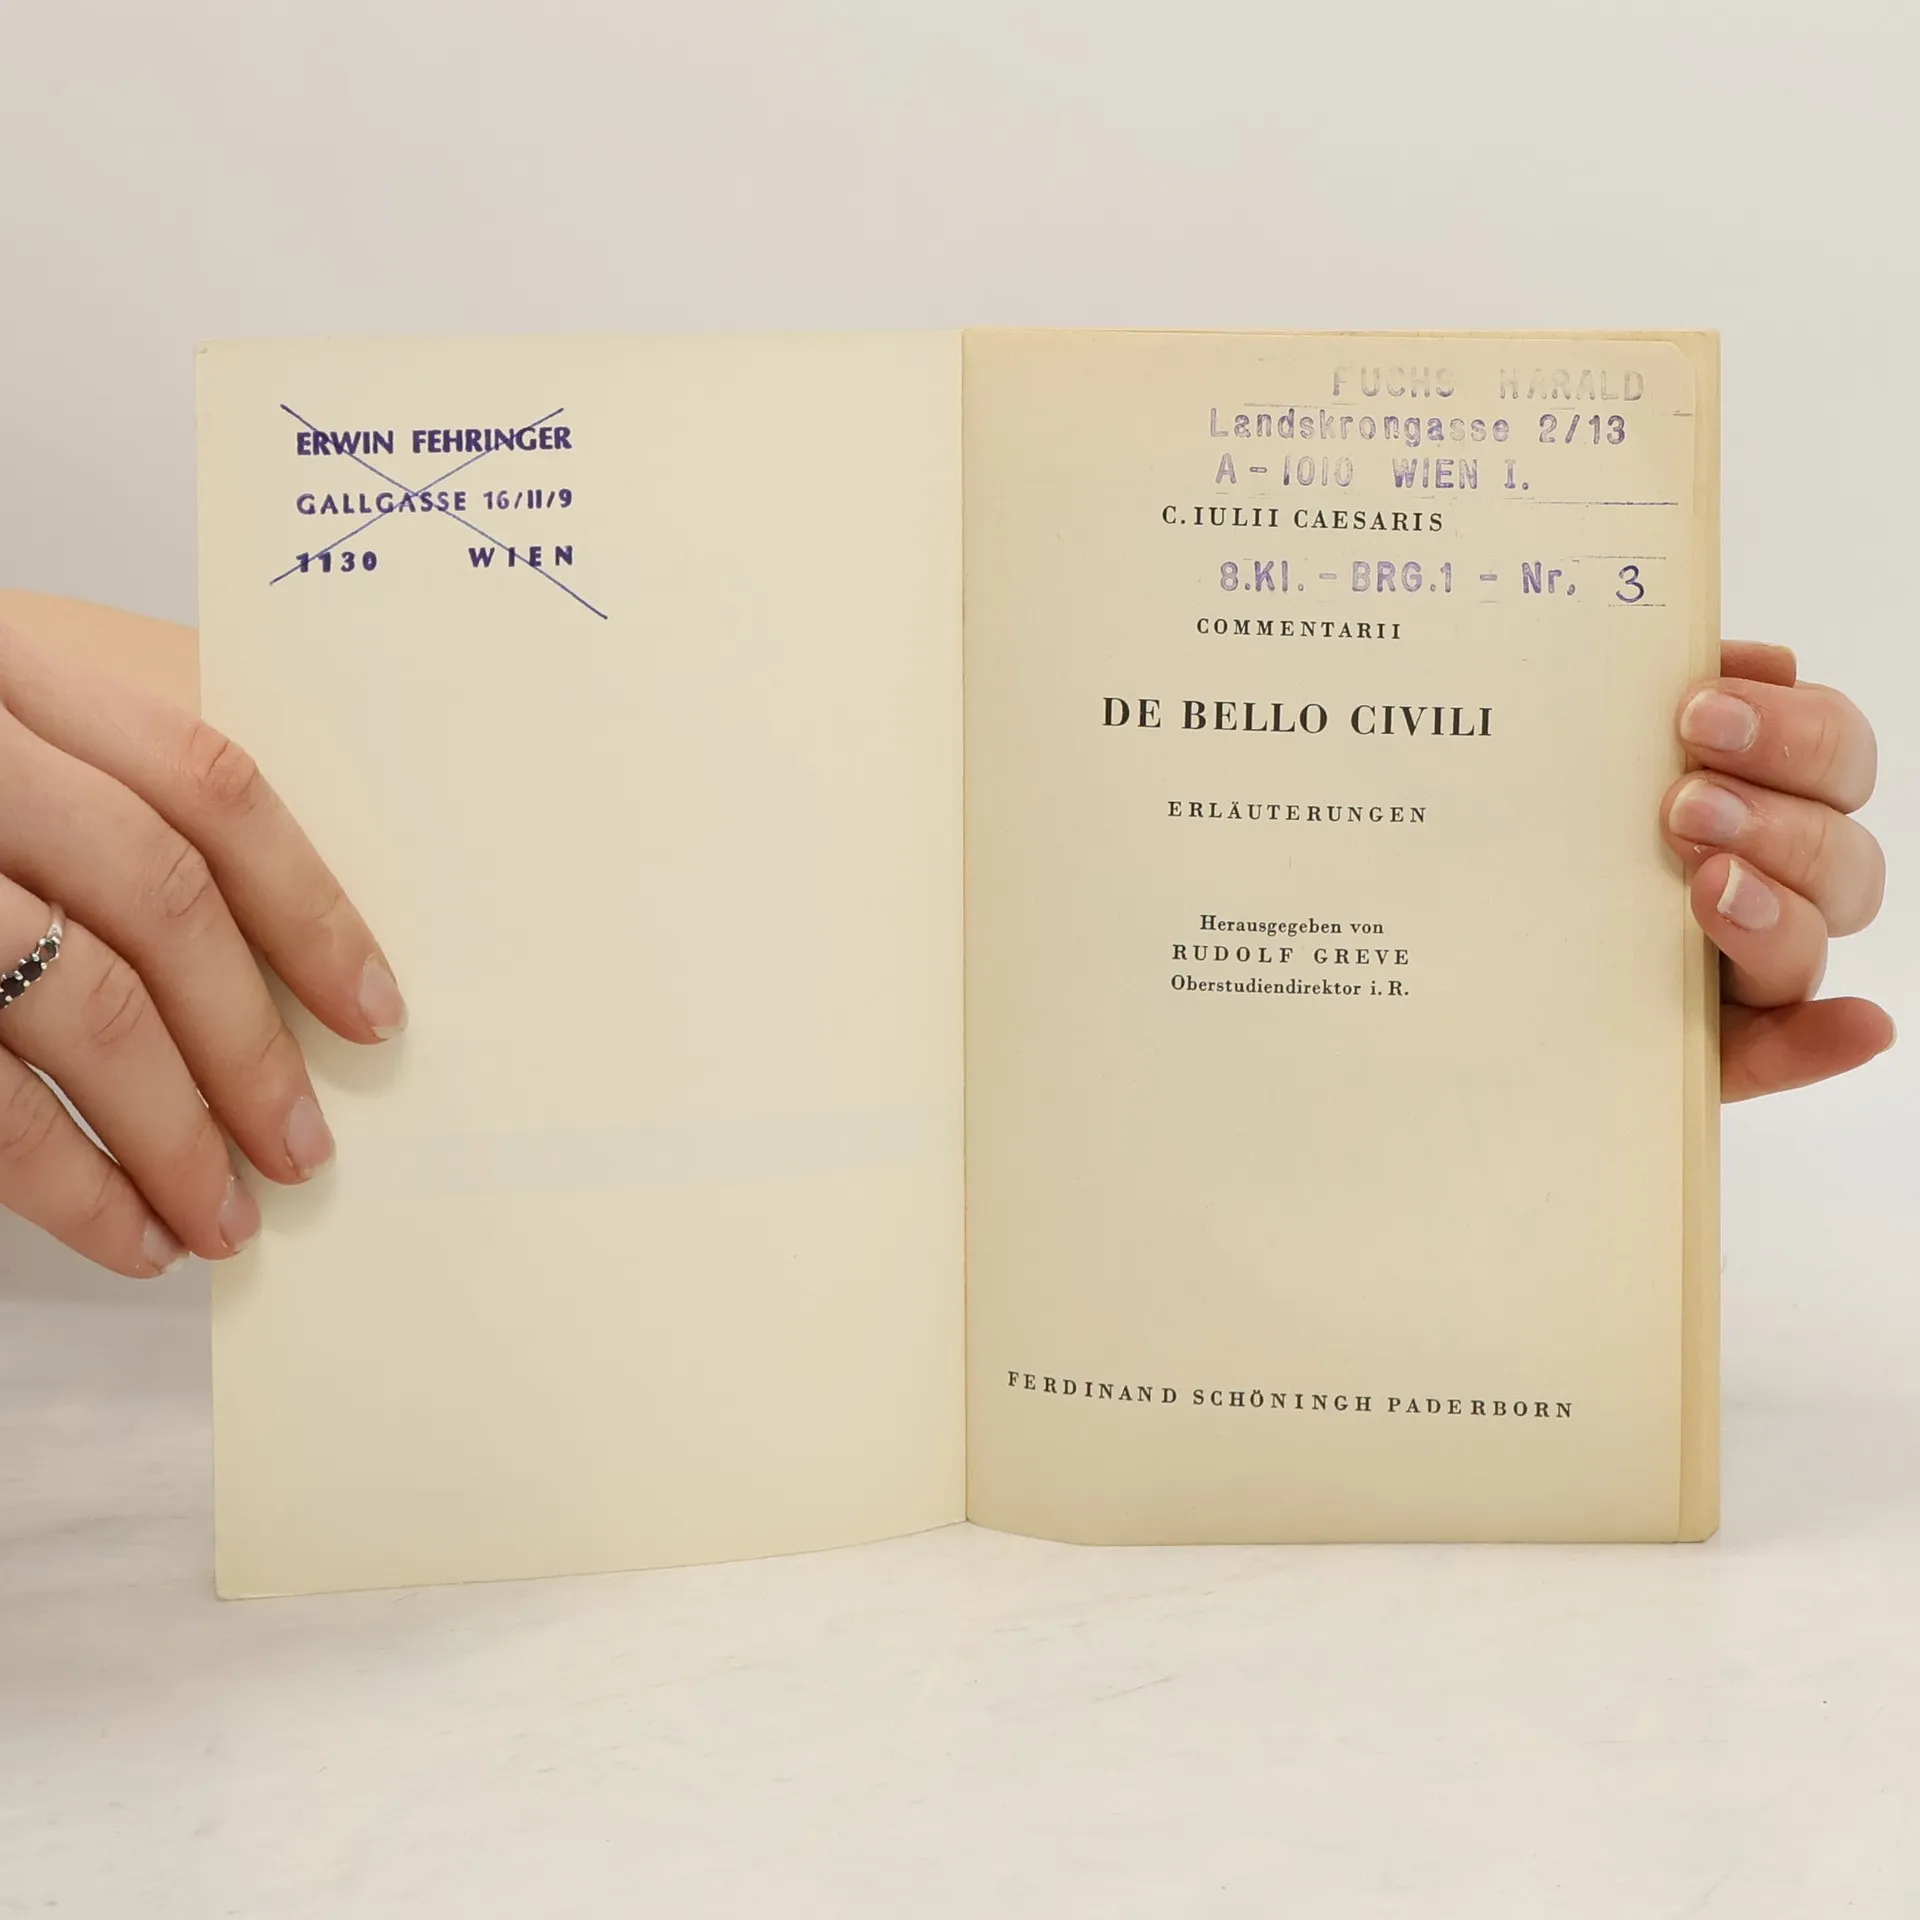 ERWIN FEHRINGER
GALLGASSE 16/II/9
1130 WIEN
FUCHS HARALD
Landskrongasse 2/13
A-1010 WIEN I.
C. IULII CAESARIS
8.Kl. - BRG.1 - Nr. 3
COMMENTARII
DE BELLO CIVILI
ERLÄUTERUNGEN
Herausgegeben von
RUDOLF GREVE
Oberstudiendirektor i. R.
FERDINAND SCHÖNINGH PADERBORN